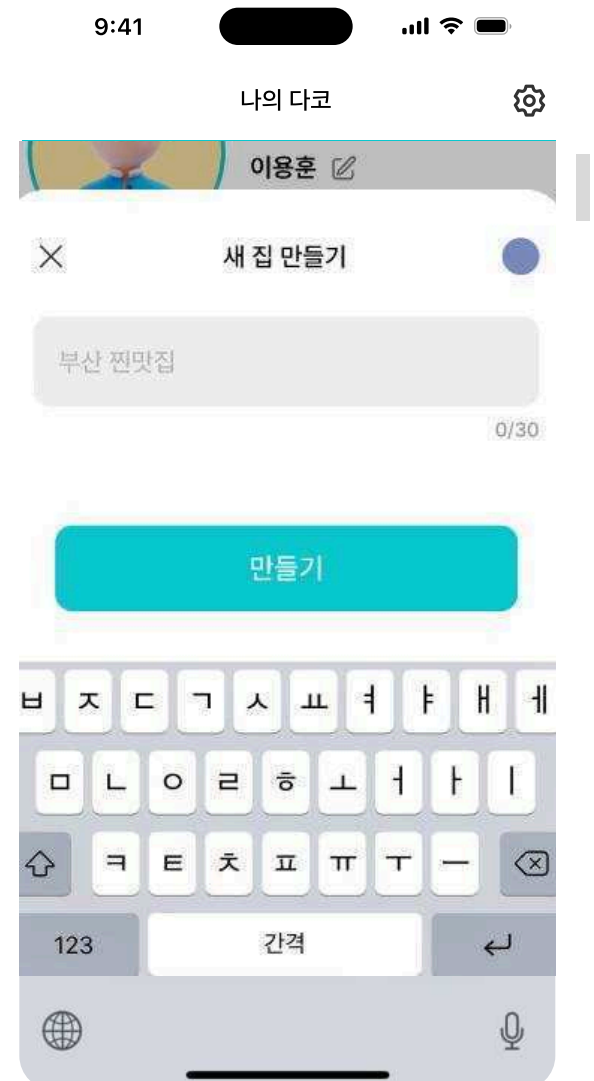 9:41
나의 다코
이용훈
새 집 만들기
부산 찐맛집
0/30
만들기
ㅂ ㅈ ㄷ ㄱ ㅅ ㅛ ㅕ ㅑ ㅐ ㅔ
ㅁ ㄴ ㅇ ㄹ ㅎ ㅗ ㅓ ㅏ ㅣ
ㅋ ㅌ ㅊ ㅍ ㅠ ㅜ ㅡ
123 간격